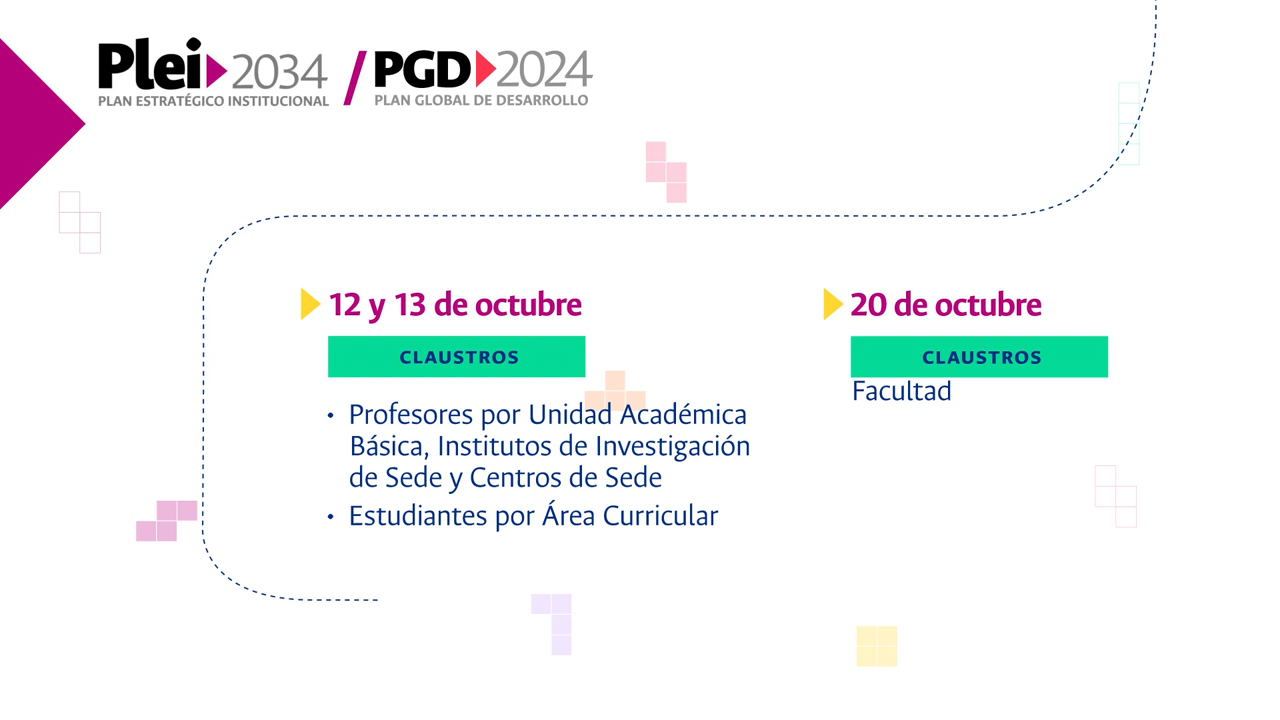 Plei 2034 / PGD 2024
PLAN ESTRATÉGICO INSTITUCIONAL PLAN GLOBAL DE DESARROLLO
12 y 13 de octubre
CLAUSTROS
• Profesores por Unidad Académica
Básica, Institutos de Investigación
de Sede y Centros de Sede
• Estudiantes por Área Curricular
20 de octubre
CLAUSTROS
Facultad